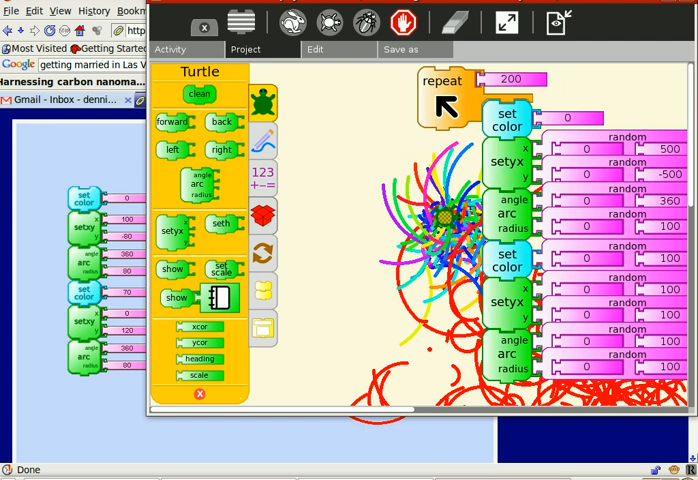 File Edit View History Bookm
http
Most Visited Getting Started
Google getting married in Las V
Harnessing carbon nanoma...
Gmail - Inbox - denni...
set color 0
setxy x 100
y -80
arc angle 360
radius 80
set color 70
setxy x 0
y 120
arc angle 360
radius 80
Done
Activity Project Edit Save as
Turtle
clean
forward back
left right
angle
arc
radius
setyx seth
show set scale
show
xcor
ycor
heading
scale
123
+-=
repeat 200
set color 0
random
setyx x 0 500
y -500
random
angle 0 360
arc random
radius 0 100
random
set color 0 100
random
setyx x 0 100
random
y 0 100
random
angle 0 100
arc random
radius 0 100